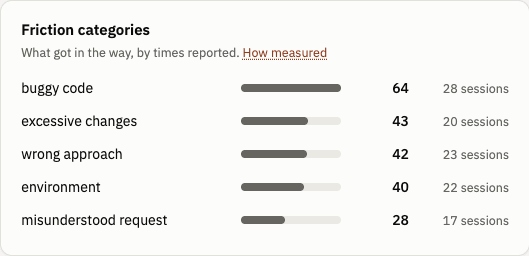 Friction categories
What got in the way, by times reported. How measured
buggy code 64 28 sessions
excessive changes 43 20 sessions
wrong approach 42 23 sessions
environment 40 22 sessions
misunderstood request 28 17 sessions